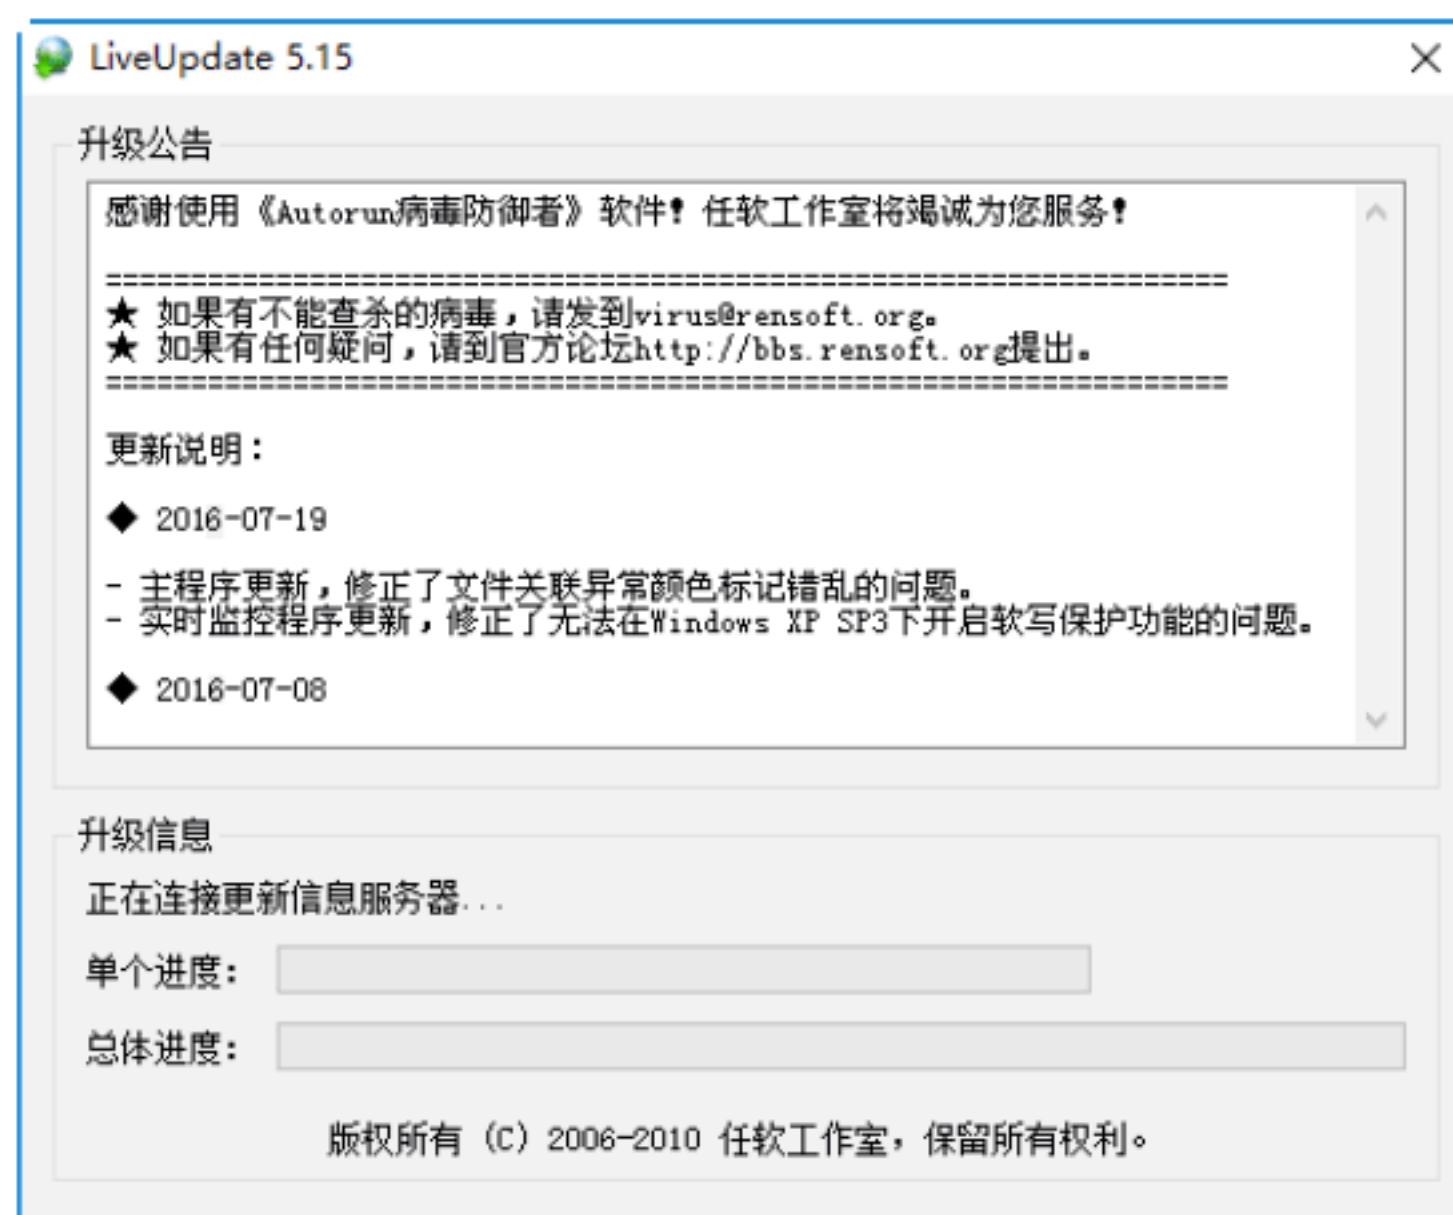 LiveUpdate 5.15
升级公告
感谢使用《Autorun病毒防御者》软件！任软工作室将竭诚为您服务！
==================================================================
★ 如果有不能查杀的病毒，请发到virus@rensoft.org。
★ 如果有任何疑问，请到官方论坛http://bbs.rensoft.org提出。
==================================================================
更新说明：
◆ 2016-07-19
- 主程序更新，修正了文件关联异常颜色标记错乱的问题。
- 实时监控程序更新，修正了无法在Windows XP SP3下开启软写保护功能的问题。
◆ 2016-07-08
升级信息
正在连接更新信息服务器...
单个进度：
总体进度：
版权所有 (C) 2006-2010 任软工作室，保留所有权利。